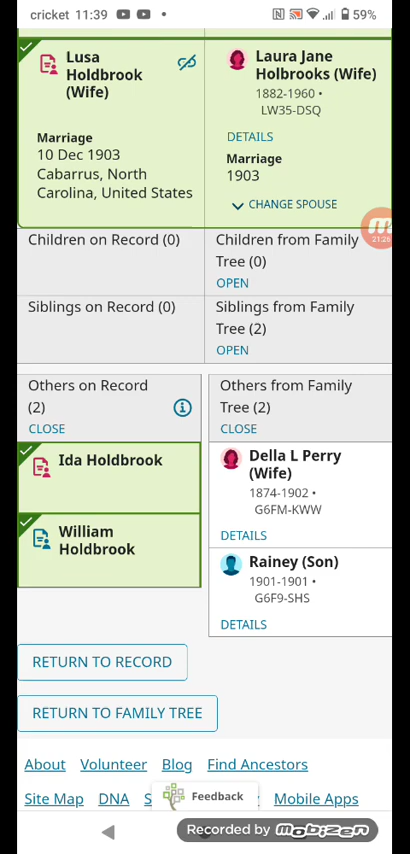 cricket 11:39
59%
Lusa
Holdbrook
(Wife)
Marriage
10 Dec 1903
Cabarrus, North
Carolina, United States
Laura Jane
Holbrooks (Wife)
1882-1960 •
LW35-DSQ
DETAILS
Marriage
1903
CHANGE SPOUSE
21:25
Children on Record (0)
Children from Family
Tree (0)
OPEN
Siblings on Record (0)
Siblings from Family
Tree (2)
OPEN
Others on Record
(2)
CLOSE
Others from Family
Tree (2)
CLOSE
Ida Holdbrook
William
Holdbrook
Della L Perry
(Wife)
1874-1902 •
G6FM-KWW
DETAILS
Rainey (Son)
1901-1901 •
G6F9-SHS
DETAILS
RETURN TO RECORD
RETURN TO FAMILY TREE
About Volunteer Blog Find Ancestors
Site Map DNA S Feedback Mobile Apps
Recorded by mobizen